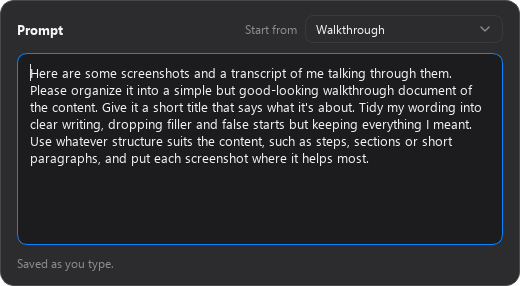 Prompt
Start from
Walkthrough
Here are some screenshots and a transcript of me talking through them.
Please organize it into a simple but good-looking walkthrough document of
the content. Give it a short title that says what it's about. Tidy my wording into
clear writing, dropping filler and false starts but keeping everything I meant.
Use whatever structure suits the content, such as steps, sections or short
paragraphs, and put each screenshot where it helps most.
Saved as you type.